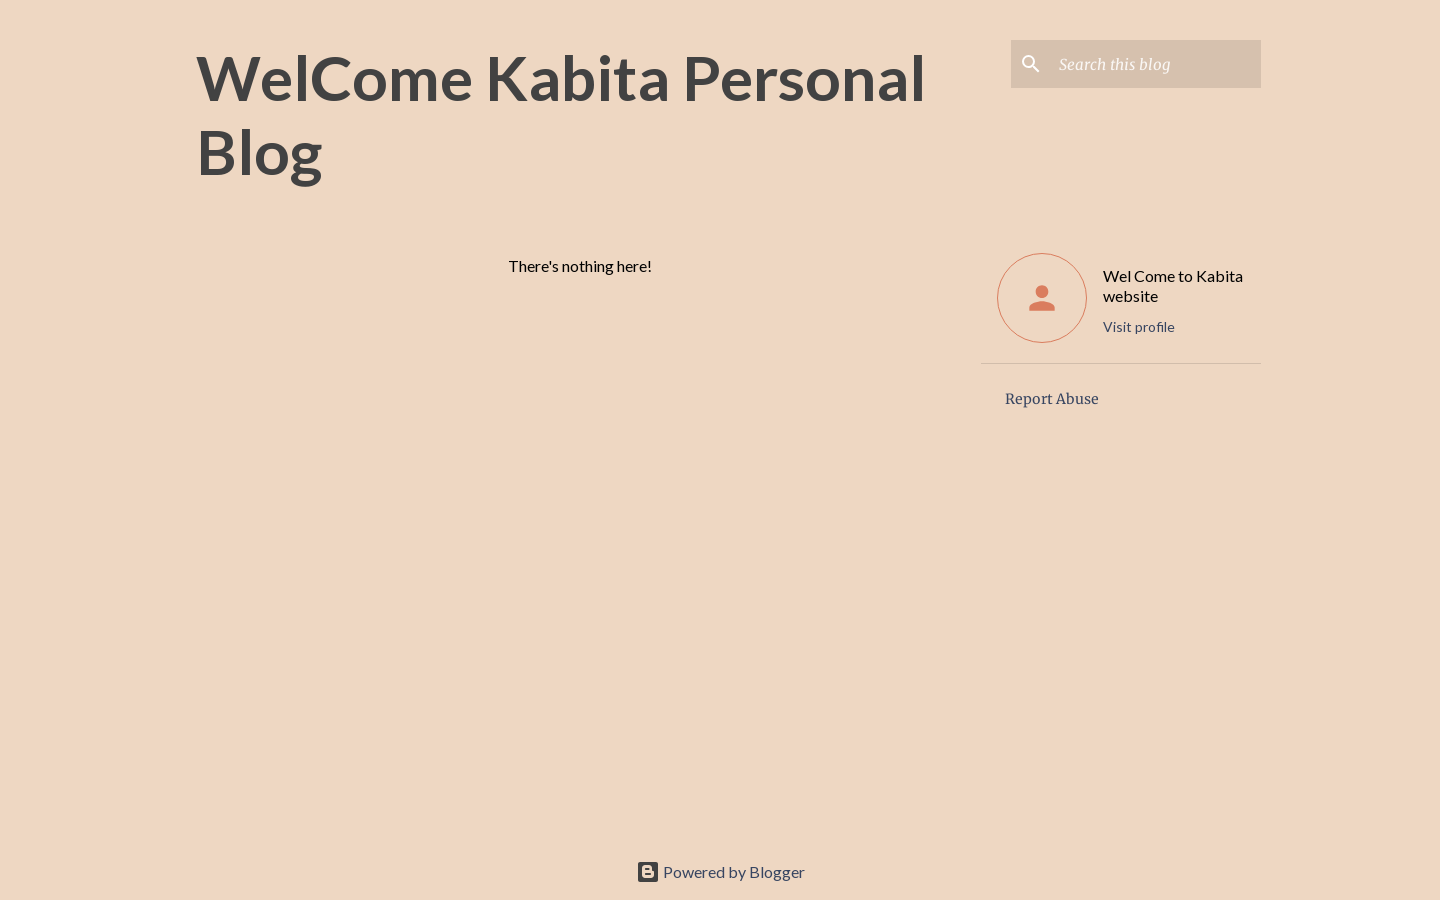 WelCome Kabita Personal
Blog
Search this blog
There's nothing here!
Wel Come to Kabita
website
Visit profile
Report Abuse
Powered by Blogger